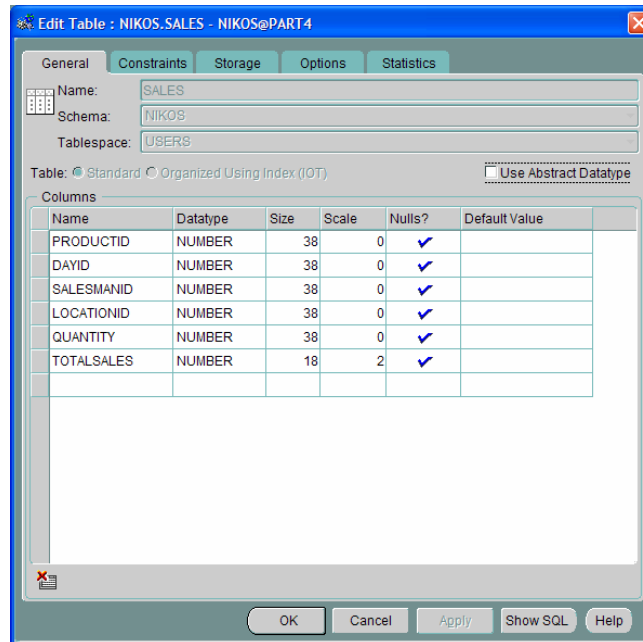 Edit Table : NIKOS.SALES - NIKOS@PART4
General Constraints Storage Options Statistics
Name: SALES
Schema: NIKOS
Tablespace: USERS
Table: Standard Organized Using Index (IOT) Use Abstract Datatype
Columns
Name Datatype Size Scale Nulls? Default Value
PRODUCTID NUMBER 38 0
DAYID NUMBER 38 0
SALESMANID NUMBER 38 0
LOCATIONID NUMBER 38 0
QUANTITY NUMBER 38 0
TOTALSALES NUMBER 18 2
OK Cancel Apply Show SQL Help